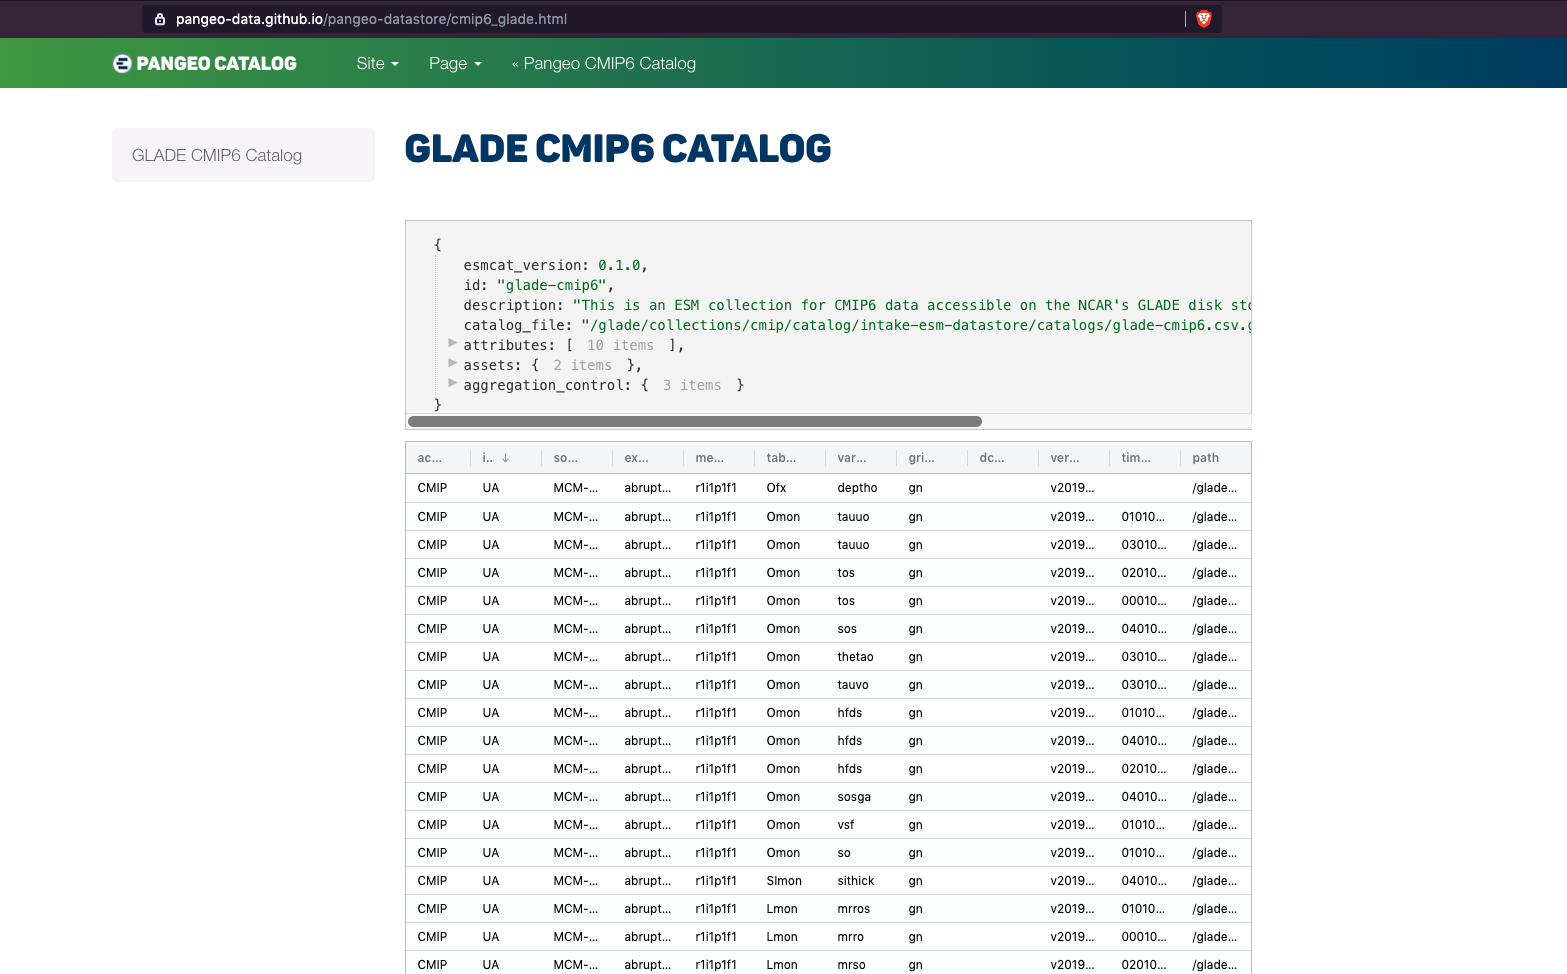 pangeo-data.github.io/pangeo-datastore/cmip6_glade.html
PANGEO CATALOG Site Page « Pangeo CMIP6 Catalog
GLADE CMIP6 Catalog
GLADE CMIP6 CATALOG
{
esmcat_version: 0.1.0,
id: "glade-cmip6",
description: "This is an ESM collection for CMIP6 data accessible on the NCAR's GLADE disk sto
catalog_file: "/glade/collections/cmip/catalog/intake-esm-datastore/catalogs/glade-cmip6.csv.g
attributes: [ 10 items ],
assets: { 2 items },
aggregation_control: { 3 items }
}
ac... i... ↓ so... ex... me... tab... var... gri... dc... ver... tim... path
CMIP UA MCM-... abrupt... r1i1p1f1 Ofx deptho gn v2019... /glade...
CMIP UA MCM-... abrupt... r1i1p1f1 Omon tauuo gn v2019... 01010... /glade...
CMIP UA MCM-... abrupt... r1i1p1f1 Omon tauuo gn v2019... 03010... /glade...
CMIP UA MCM-... abrupt... r1i1p1f1 Omon tos gn v2019... 02010... /glade...
CMIP UA MCM-... abrupt... r1i1p1f1 Omon tos gn v2019... 00010... /glade...
CMIP UA MCM-... abrupt... r1i1p1f1 Omon sos gn v2019... 04010... /glade...
CMIP UA MCM-... abrupt... r1i1p1f1 Omon thetao gn v2019... 03010... /glade...
CMIP UA MCM-... abrupt... r1i1p1f1 Omon tauvo gn v2019... 03010... /glade...
CMIP UA MCM-... abrupt... r1i1p1f1 Omon hfds gn v2019... 01010... /glade...
CMIP UA MCM-... abrupt... r1i1p1f1 Omon hfds gn v2019... 04010... /glade...
CMIP UA MCM-... abrupt... r1i1p1f1 Omon hfds gn v2019... 02010... /glade...
CMIP UA MCM-... abrupt... r1i1p1f1 Omon sosga gn v2019... 04010... /glade...
CMIP UA MCM-... abrupt... r1i1p1f1 Omon vsf gn v2019... 01010... /glade...
CMIP UA MCM-... abrupt... r1i1p1f1 Omon so gn v2019... 01010... /glade...
CMIP UA MCM-... abrupt... r1i1p1f1 SImon sithick gn v2019... 04010... /glade...
CMIP UA MCM-... abrupt... r1i1p1f1 Lmon mrros gn v2019... 01010... /glade...
CMIP UA MCM-... abrupt... r1i1p1f1 Lmon mrro gn v2019... 00010... /glade...
CMIP UA MCM-... abrupt... r1i1p1f1 Lmon mrso gn v2019... 02010... /glade...